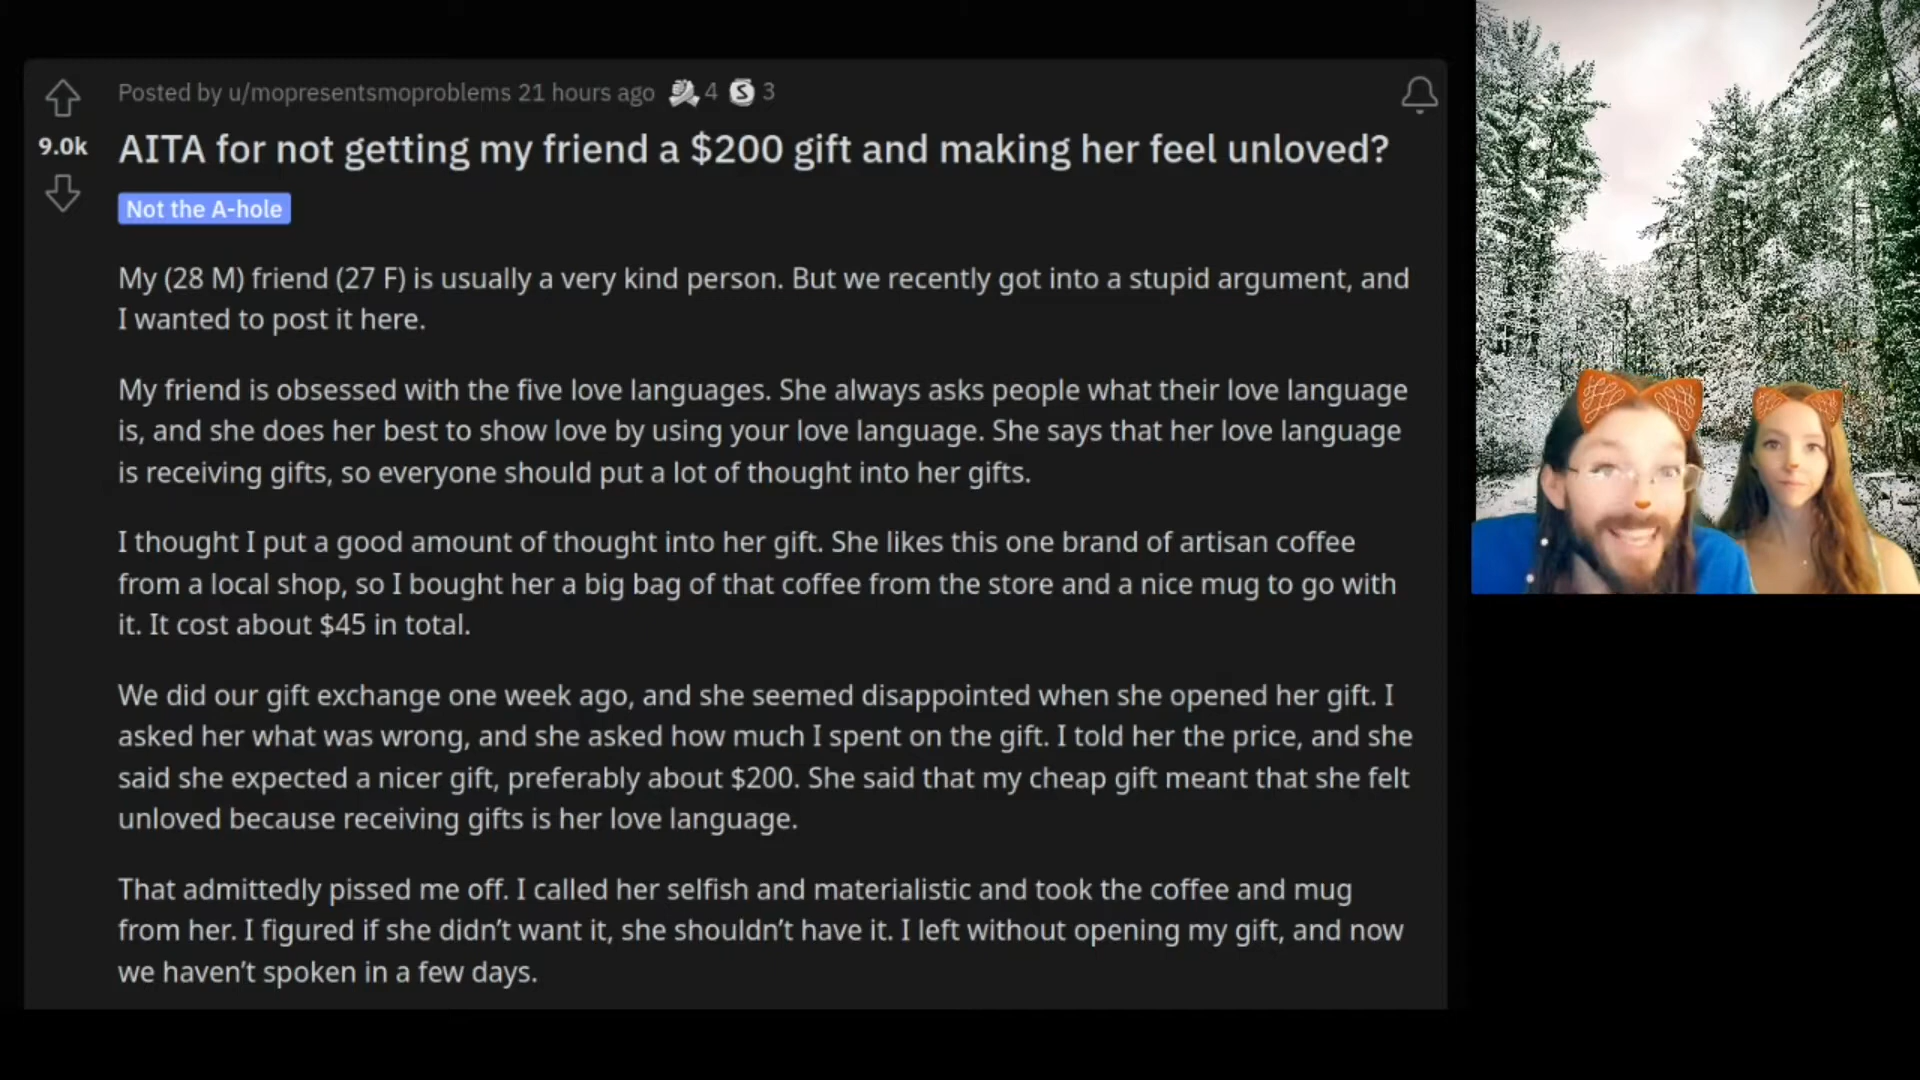 Posted by u/mopresentsmoproblems 21 hours ago 4 S 3
9.0k
AITA for not getting my friend a $200 gift and making her feel unloved?
Not the A-hole
My (28 M) friend (27 F) is usually a very kind person. But we recently got into a stupid argument, and
I wanted to post it here.
My friend is obsessed with the five love languages. She always asks people what their love language
is, and she does her best to show love by using your love language. She says that her love language
is receiving gifts, so everyone should put a lot of thought into her gifts.
I thought I put a good amount of thought into her gift. She likes this one brand of artisan coffee
from a local shop, so I bought her a big bag of that coffee from the store and a nice mug to go with
it. It cost about $45 in total.
We did our gift exchange one week ago, and she seemed disappointed when she opened her gift. I
asked her what was wrong, and she asked how much I spent on the gift. I told her the price, and she
said she expected a nicer gift, preferably about $200. She said that my cheap gift meant that she felt
unloved because receiving gifts is her love language.
That admittedly pissed me off. I called her selfish and materialistic and took the coffee and mug
from her. I figured if she didn’t want it, she shouldn’t have it. I left without opening my gift, and now
we haven’t spoken in a few days.